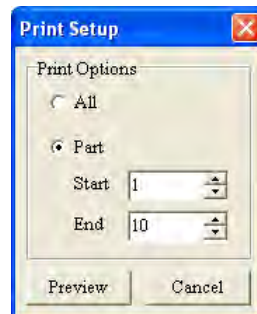 Print Setup
Print Options
All
Part
Start 1
End 10
Preview Cancel